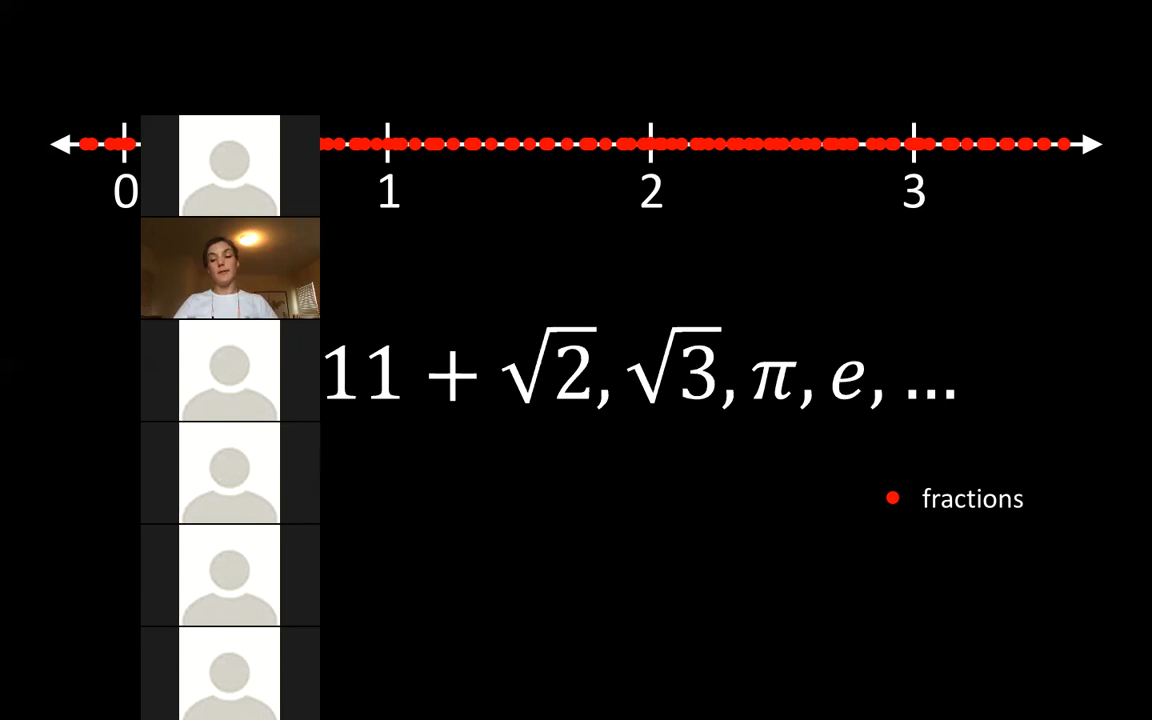 0 1 2 3
11 + √2, √3, π, e, ...
fractions